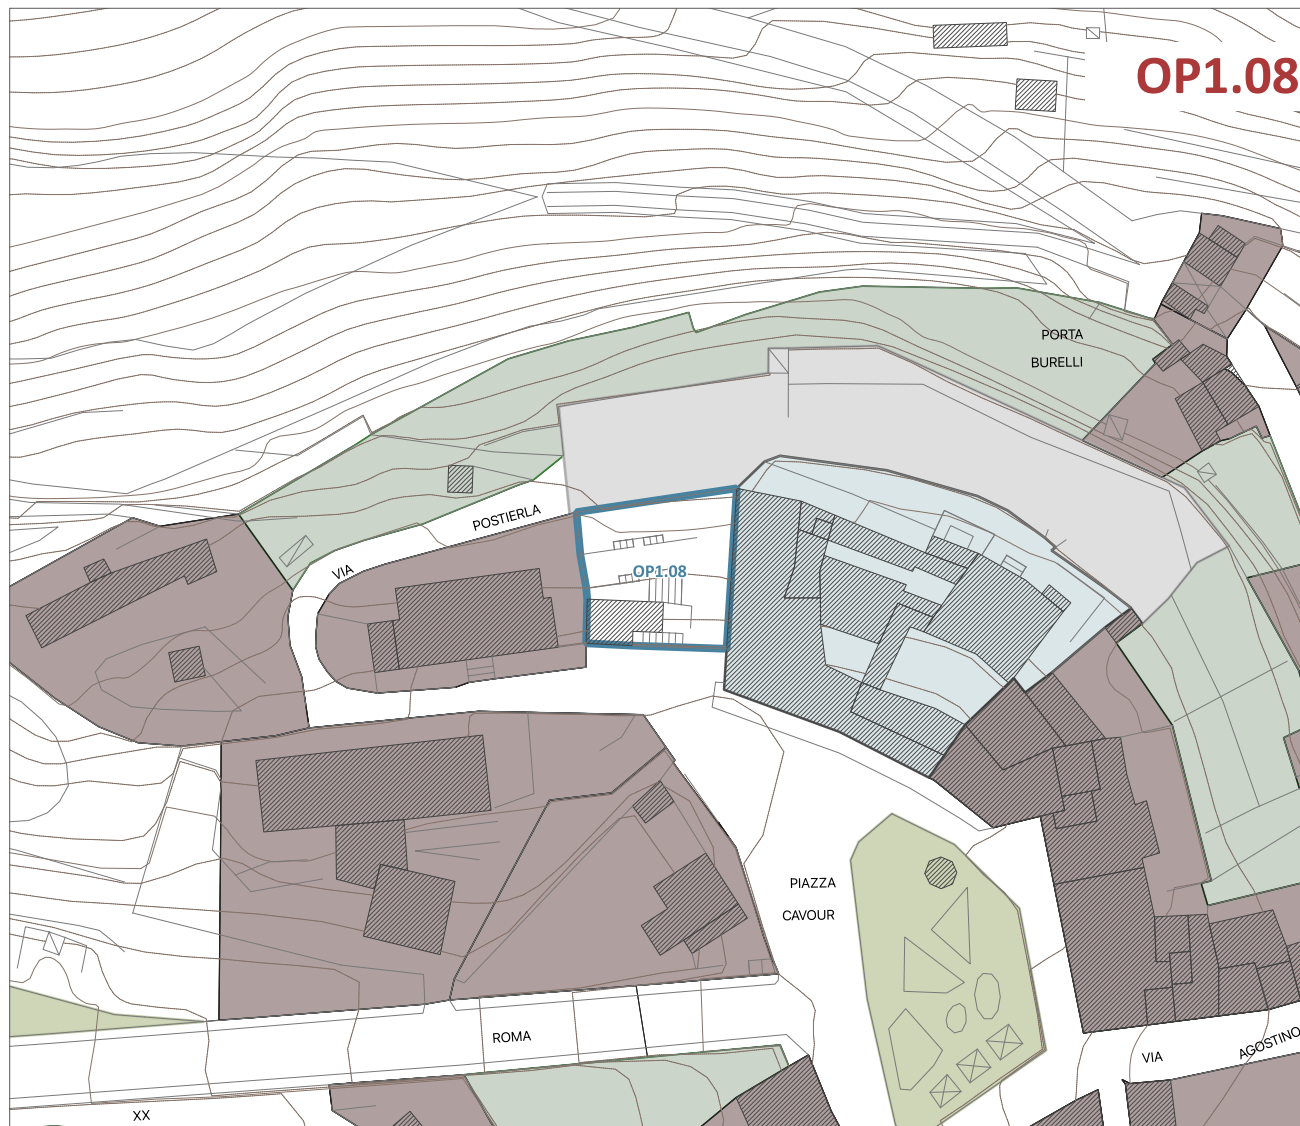 OP1.08
PORTA
BURELLI
VIA
POSTIERLA
OP1.08
PIAZZA
CAVOUR
ROMA
VIA
AGOSTINO
XX